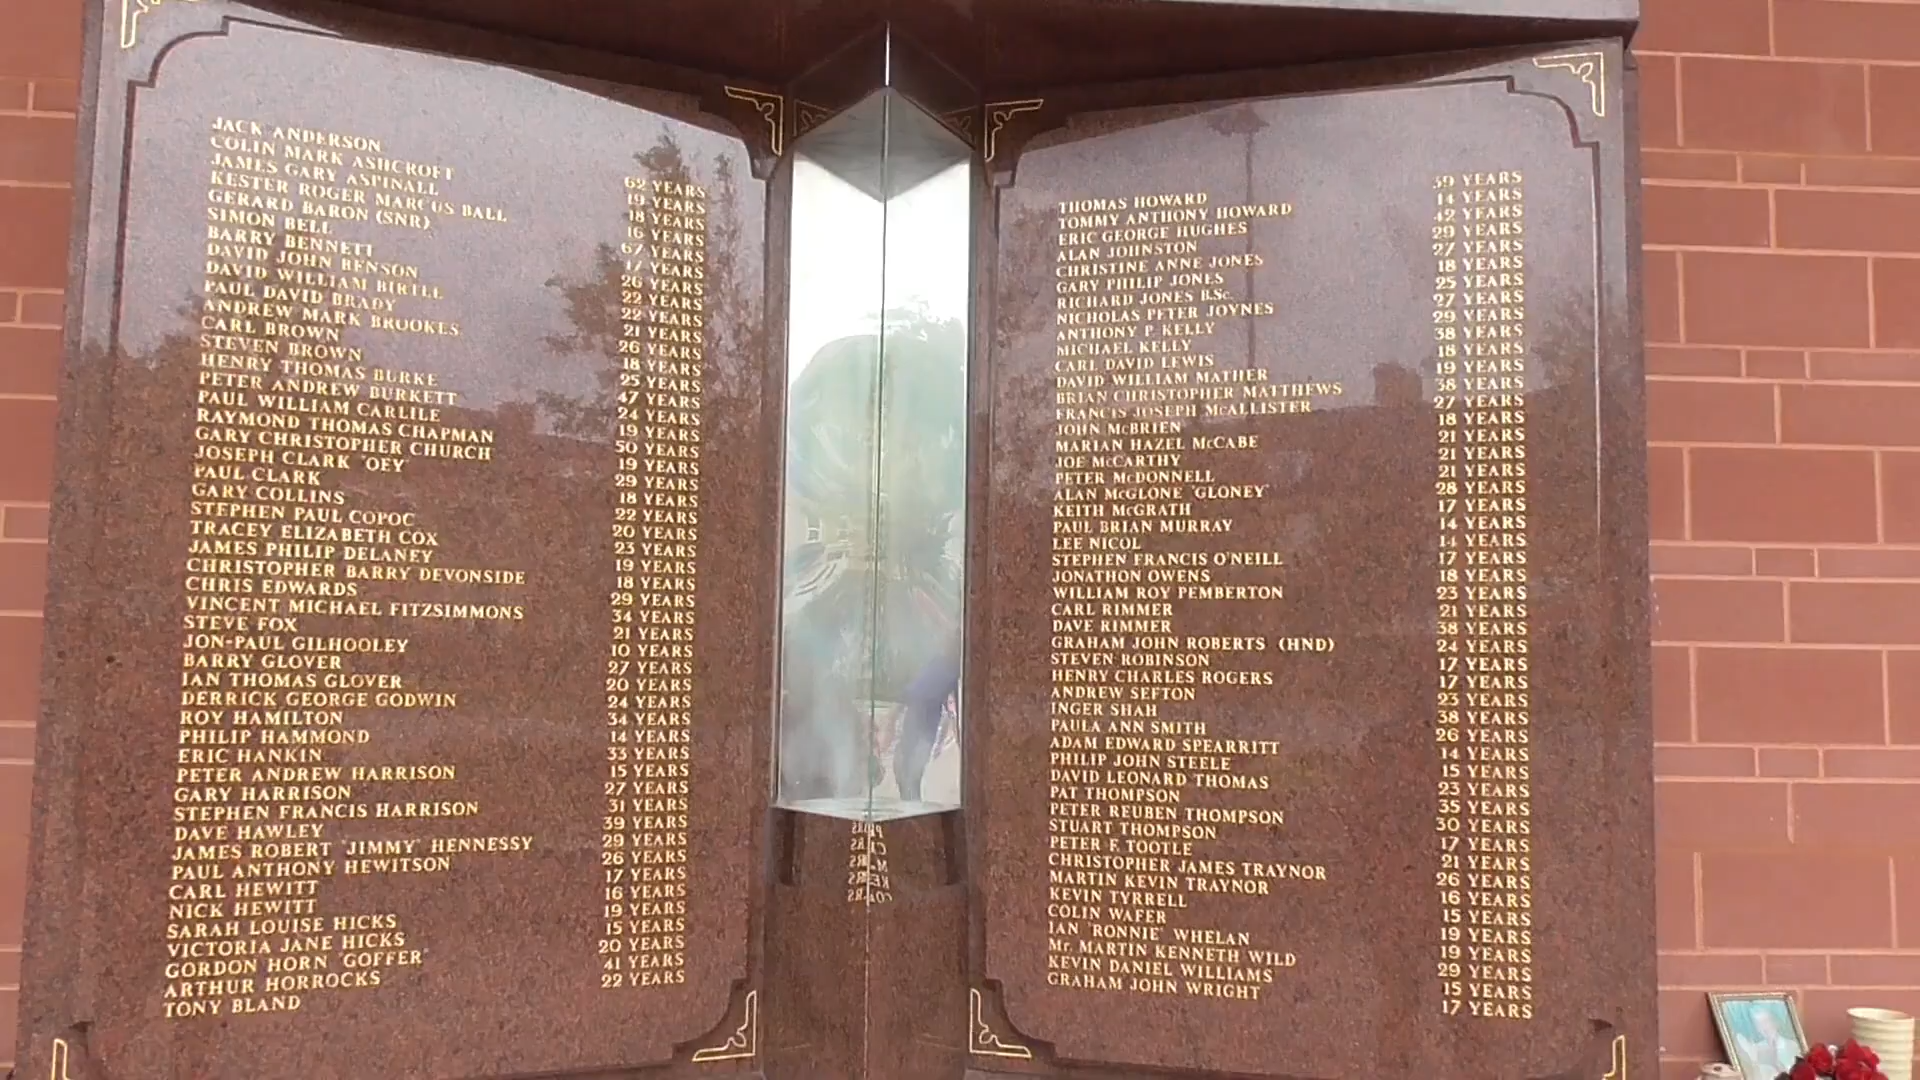 JACK ANDERSON 62 YEARS
COLIN MARK ASHCROFT 19 YEARS
JAMES GARY ASPINALL 18 YEARS
KESTER ROGER MARCUS BALL 16 YEARS
GERARD BARON (SNR) 67 YEARS
SIMON BELL 17 YEARS
BARRY BENNETT 26 YEARS
DAVID JOHN BENSON 22 YEARS
DAVID WILLIAM BIRTLE 22 YEARS
PAUL DAVID BRADY 21 YEARS
ANDREW MARK BROOKES 26 YEARS
CARL BROWN 18 YEARS
STEVEN BROWN 25 YEARS
HENRY THOMAS BURKE 47 YEARS
PETER ANDREW BURKETT 24 YEARS
PAUL WILLIAM CARLILE 19 YEARS
RAYMOND THOMAS CHAPMAN 50 YEARS
GARY CHRISTOPHER CHURCH 19 YEARS
JOSEPH CLARK 'OEY' 29 YEARS
PAUL CLARK 18 YEARS
GARY COLLINS 22 YEARS
STEPHEN PAUL COPOC 20 YEARS
TRACEY ELIZABETH COX 23 YEARS
JAMES PHILIP DELANEY 19 YEARS
CHRISTOPHER BARRY DEVONSIDE 18 YEARS
CHRIS EDWARDS 29 YEARS
VINCENT MICHAEL FITZSIMMONS 34 YEARS
STEVE FOX 21 YEARS
JON-PAUL GILHOOLEY 10 YEARS
BARRY GLOVER 27 YEARS
IAN THOMAS GLOVER 20 YEARS
DERRICK GEORGE GODWIN 24 YEARS
ROY HAMILTON 34 YEARS
PHILIP HAMMOND 14 YEARS
ERIC HANKIN 33 YEARS
PETER ANDREW HARRISON 15 YEARS
GARY HARRISON 27 YEARS
STEPHEN FRANCIS HARRISON 31 YEARS
DAVE HAWLEY 39 YEARS
JAMES ROBERT 'JIMMY' HENNESSY 29 YEARS
PAUL ANTHONY HEWITSON 26 YEARS
CARL HEWITT 17 YEARS
NICK HEWITT 16 YEARS
SARAH LOUISE HICKS 19 YEARS
VICTORIA JANE HICKS 15 YEARS
GORDON HORN 'GOFFER' 20 YEARS
ARTHUR HORROCKS 41 YEARS
TONY BLAND 22 YEARS
THOMAS HOWARD 39 YEARS
TOMMY ANTHONY HOWARD 14 YEARS
ERIC GEORGE HUGHES 42 YEARS
ALAN JOHNSTON 29 YEARS
CHRISTINE ANNE JONES 27 YEARS
GARY PHILIP JONES 18 YEARS
RICHARD JONES B.Sc. 25 YEARS
NICHOLAS PETER JOYNES 27 YEARS
ANTHONY P. KELLY 29 YEARS
MICHAEL KELLY 38 YEARS
CARL DAVID LEWIS 18 YEARS
DAVID WILLIAM MATHER 19 YEARS
BRIAN CHRISTOPHER MATTHEWS 38 YEARS
FRANCIS JOSEPH McALLISTER 27 YEARS
JOHN McBRIEN 18 YEARS
MARIAN HAZEL McCABE 21 YEARS
JOE McCARTHY 21 YEARS
PETER McDONNELL 21 YEARS
ALAN McGLONE 'GLONEY' 28 YEARS
KEITH McGRATH 17 YEARS
PAUL BRIAN MURRAY 14 YEARS
LEE NICOL 14 YEARS
STEPHEN FRANCIS O'NEILL 17 YEARS
JONATHON OWENS 18 YEARS
WILLIAM ROY PEMBERTON 23 YEARS
CARL RIMMER 21 YEARS
DAVE RIMMER 38 YEARS
GRAHAM JOHN ROBERTS (HND) 24 YEARS
STEVEN ROBINSON 17 YEARS
HENRY CHARLES ROGERS 17 YEARS
ANDREW SEFTON 23 YEARS
INGER SHAH 38 YEARS
PAULA ANN SMITH 26 YEARS
ADAM EDWARD SPEARRITT 14 YEARS
PHILIP JOHN STEELE 15 YEARS
DAVID LEONARD THOMAS 23 YEARS
PAT THOMPSON 35 YEARS
PETER REUBEN THOMPSON 30 YEARS
STUART THOMPSON 17 YEARS
PETER F. TOOTLE 21 YEARS
CHRISTOPHER JAMES TRAYNOR 26 YEARS
MARTIN KEVIN TRAYNOR 16 YEARS
KEVIN TYRRELL 15 YEARS
COLIN WAFER 19 YEARS
IAN 'RONNIE' WHELAN 19 YEARS
Mr. MARTIN KENNETH WILD 29 YEARS
KEVIN DANIEL WILLIAMS 15 YEARS
GRAHAM JOHN WRIGHT 17 YEARS